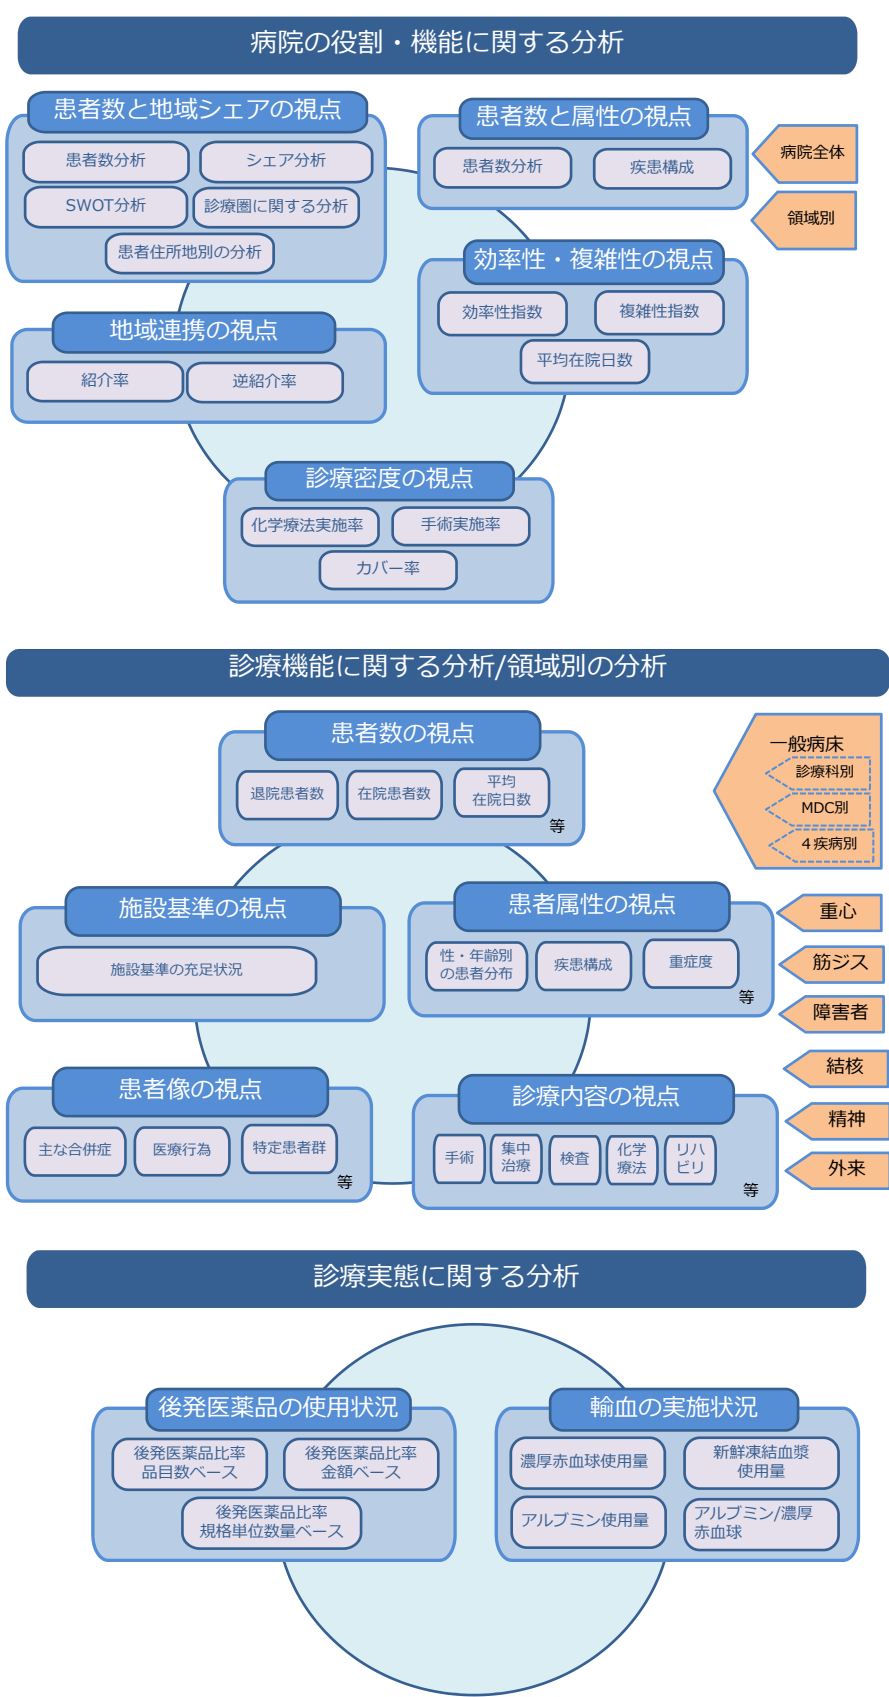 病院の役割・機能に関する分析
患者数と地域シェアの視点
患者数分析
シェア分析
SWOT分析
診療圏に関する分析
患者住所地別の分析
患者数と属性の視点
患者数分析
疾患構成
病院全体
領域別
効率性・複雑性の視点
効率性指数
複雑性指数
平均在院日数
地域連携の視点
紹介率
逆紹介率
診療密度の視点
化学療法実施率
手術実施率
カバー率
診療機能に関する分析/領域別の分析
患者数の視点
退院患者数
在院患者数
平均
在院日数
等
一般病床
診療科別
MDC別
４疾病別
施設基準の視点
施設基準の充足状況
患者属性の視点
性・年齢別
の患者分布
疾患構成
重症度
等
重心
筋ジス
障害者
結核
精神
外来
患者像の視点
主な合併症
医療行為
特定患者群
等
診療内容の視点
手術
集中
治療
検査
化学
療法
リハ
ビリ
等
診療実態に関する分析
後発医薬品の使用状況
後発医薬品比率
品目数ベース
後発医薬品比率
金額ベース
後発医薬品比率
規格単位数量ベース
輸血の実施状況
濃厚赤血球使用量
新鮮凍結血漿
使用量
アルブミン使用量
アルブミン/濃厚
赤血球